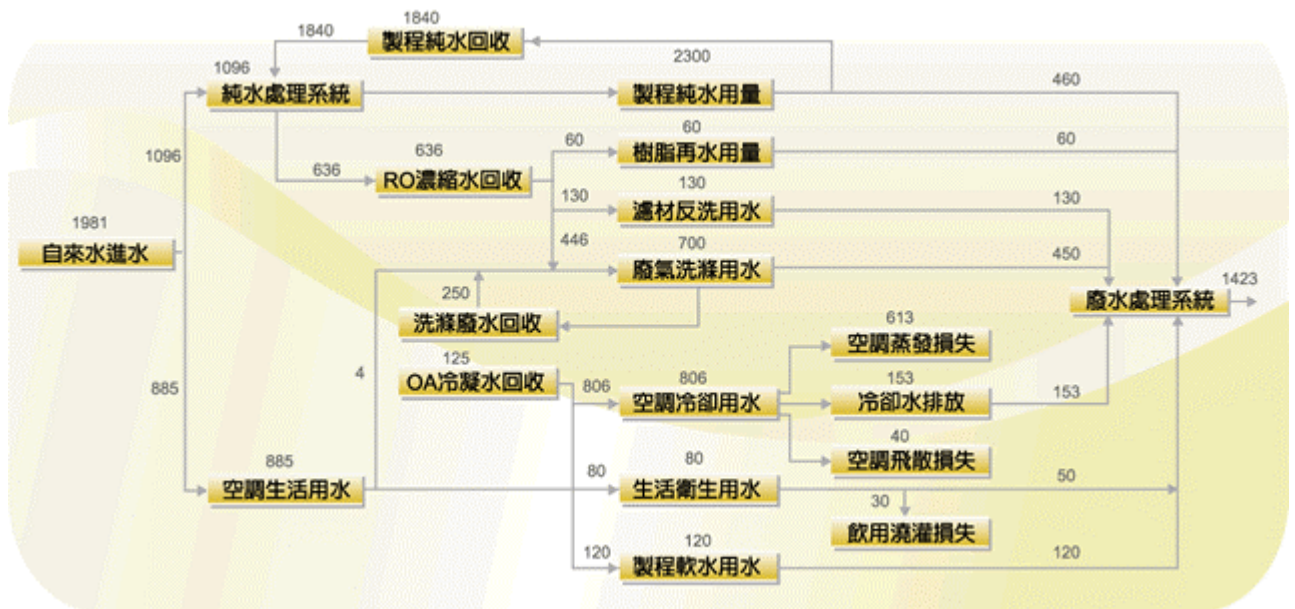 1840
1840
製程純水回收
2300
1096
460
純水處理系統
製程純水用量
60
60
60
樹脂再水用量
1096
636
636
RO濃縮水回收
130
130
130
濾材反洗用水
1981
自來水進水
446
700
450
廢氣洗滌用水
1423
廢水處理系統
250
洗滌廢水回收
613
空調蒸發損失
125
OA冷凝水回收
4
885
806
806
空調冷卻用水
153
153
冷卻水排放
40
空調飛散損失
885
空調生活用水
80
80
50
生活衛生用水
30
飲用澆灌損失
120
120
120
製程軟水用水